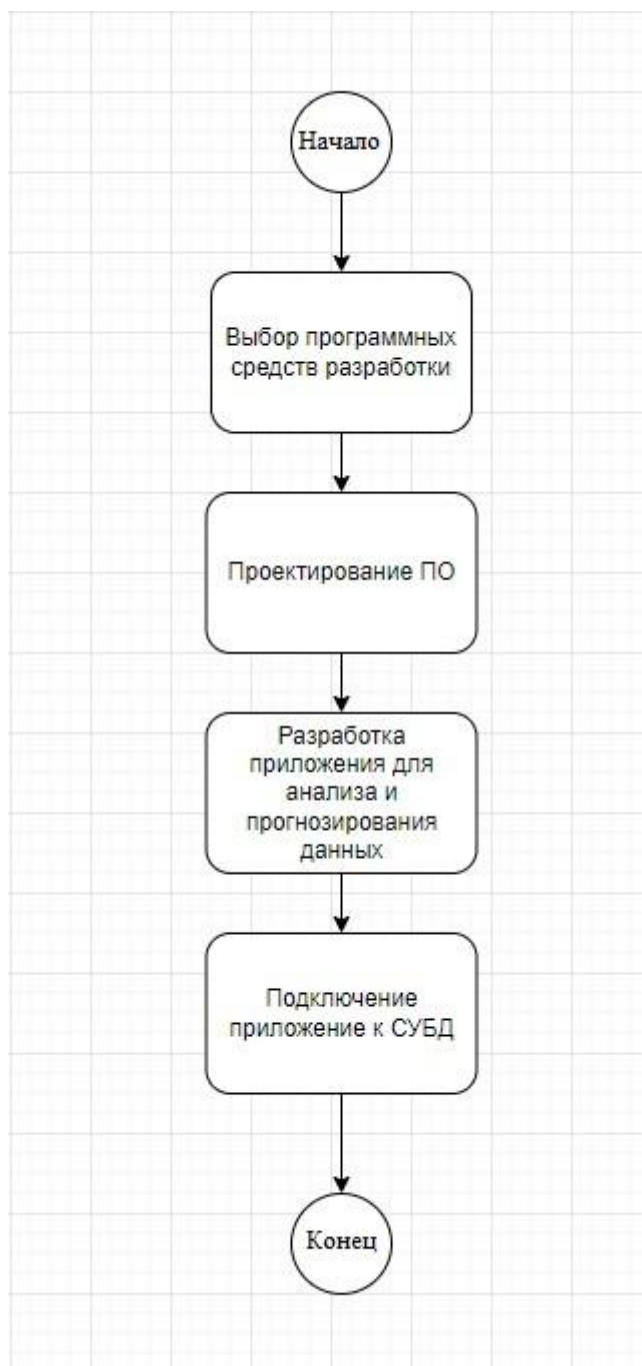 Начало
Выбор программных
средств разработки
Проектирование ПО
Разработка
приложения для
анализа и
прогнозирования
данных
Подключение
приложение к СУБД
Конец